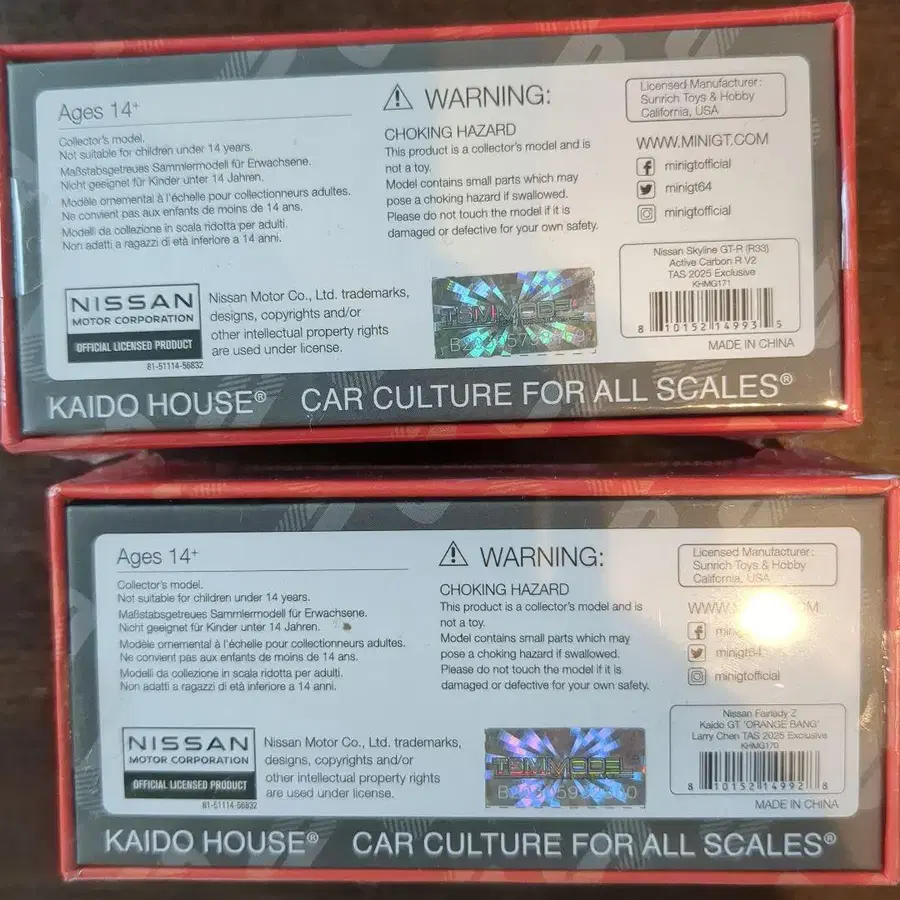 Ages 14+
Collector's model.
Not suitable for children under 14 years.
Maßstabsgetreues Sammlermodell für Erwachsene.
Nicht geeignet für Kinder unter 14 Jahren.
Modèle ornemental à l'échelle pour collectionneurs adultes.
Ne convient pas aux enfants de moins de 14 ans.
Modelli da collezione in scala ridotta per adulti.
Non adatti a ragazzi di età inferiore a 14 anni.
WARNING:
CHOKING HAZARD
This product is a collector's model and is
not a toy.
Model contains small parts which may
pose a choking hazard if swallowed.
Please do not touch the model if it is
damaged or defective for your own safety.
Licensed Manufacturer:
Sunrich Toys & Hobby
California, USA
WWW.MINIGT.COM
minigtofficial
minigt64
minigtofficial
Nissan Skyline GT-R (R33)
Active Carbon R V2
TAS 2025 Exclusive
KHMG171
8 10152 14993 5
MADE IN CHINA
NISSAN
MOTOR CORPORATION
OFFICIAL LICENSED PRODUCT
81-51114-56832
Nissan Motor Co., Ltd. trademarks,
designs, copyrights and/or
other intellectual property rights
are used under license.
TSM MODEL
KAIDO HOUSE® CAR CULTURE FOR ALL SCALES®
Ages 14+
Collector's model.
Not suitable for children under 14 years.
Maßstabsgetreues Sammlermodell für Erwachsene.
Nicht geeignet für Kinder unter 14 Jahren.
Modèle ornemental à l'échelle pour collectionneurs adultes.
Ne convient pas aux enfants de moins de 14 ans.
Modelli da collezione in scala ridotta per adulti.
Non adatti a ragazzi di età inferiore a 14 anni.
WARNING:
CHOKING HAZARD
This product is a collector's model and is
not a toy.
Model contains small parts which may
pose a choking hazard if swallowed.
Please do not touch the model if it is
damaged or defective for your own safety.
Licensed Manufacturer:
Sunrich Toys & Hobby
California, USA
minigt64
minigtofficial
Nissan Fairlady Z
Kaido GT 'ORANGE BANG'
Larry Chen TAS 2025 Exclusive
KHMG170
8 10152 14992 8
MADE IN CHINA
NISSAN
MOTOR CORPORATION
OFFICIAL LICENSED PRODUCT
81-51114-56832
Nissan Motor Co., Ltd. trademarks,
designs, copyrights and/or
other intellectual property rights
are used under license.
TSM MODEL
KAIDO HOUSE® CAR CULTURE FOR ALL SCALES®